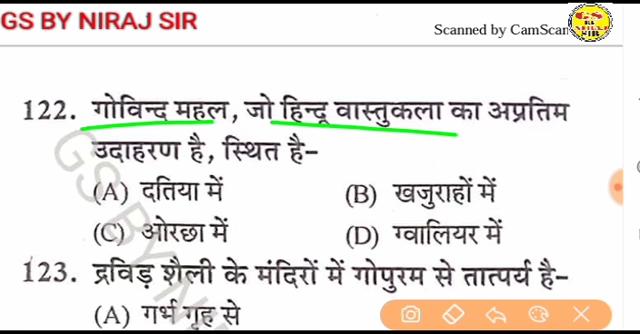 GS BY NIRAJ SIR
Scanned by CamScan
122. गोविन्द महल, जो हिन्दू वास्तुकला का अप्रतिम
उदाहरण है, स्थित है-
(A) दतिया में (B) खजुराहों में
(C) ओरछा में (D) ग्वालियर में
123. द्रविड़ शैली के मंदिरों में गोपुरम से तात्पर्य है-
(A) गर्भ गृह से